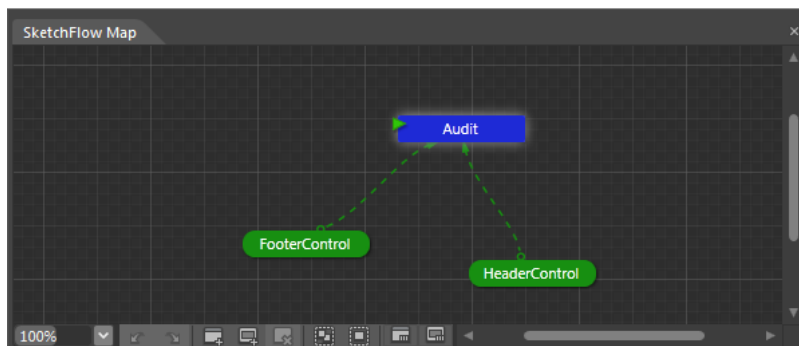 SketchFlow Map
Audit
FooterControl
HeaderControl
100%